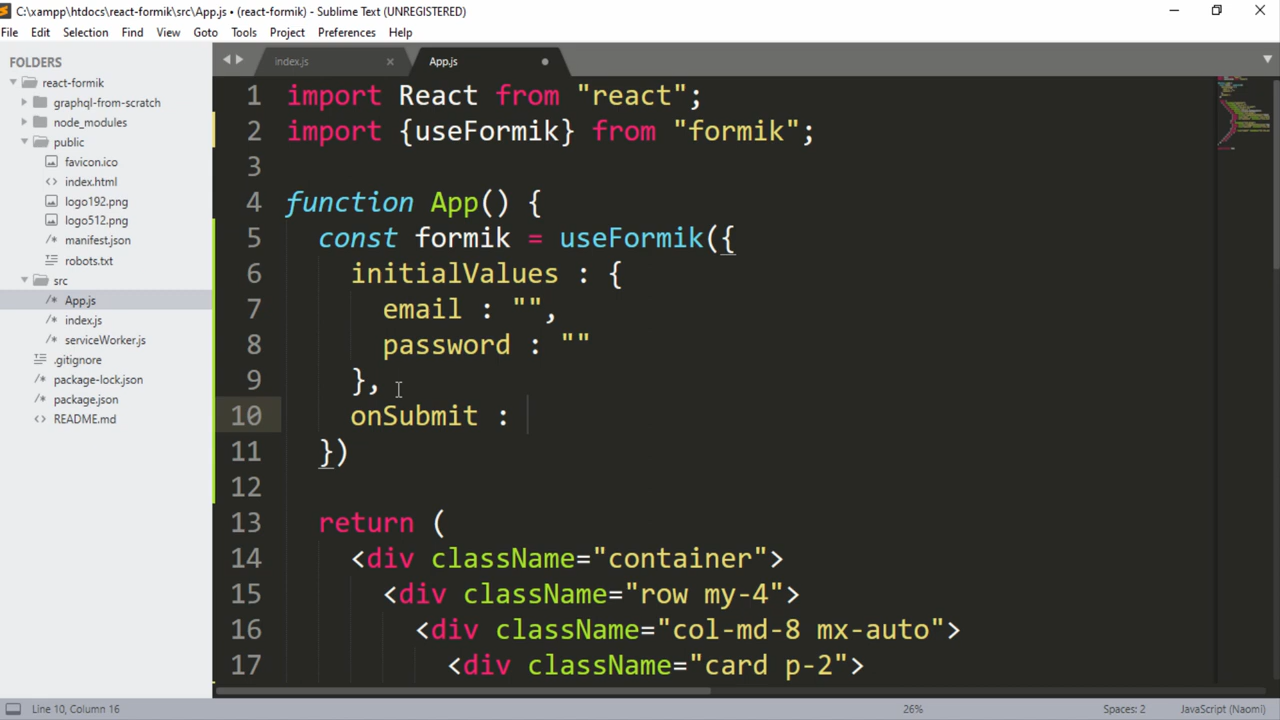 C:\xampp\htdocs\react-formik\src\App.js • (react-formik) - Sublime Text (UNREGISTERED)
File Edit Selection Find View Goto Tools Project Preferences Help
FOLDERS
react-formik
graphql-from-scratch
node_modules
public
favicon.ico
index.html
logo192.png
logo512.png
manifest.json
robots.txt
src
App.js
index.js
serviceWorker.js
.gitignore
package-lock.json
package.json
README.md
index.js App.js
1 import React from "react";
2 import {useFormik} from "formik";
3
4 function App() {
5 const formik = useFormik({
6 initialValues : {
7 email : "",
8 password : ""
9 },
10 onSubmit :
11 })
12
13 return (
14 <div className="container">
15 <div className="row my-4">
16 <div className="col-md-8 mx-auto">
17 <div className="card p-2">
Line 10, Column 16 26% Spaces: 2 JavaScript (Naomi)